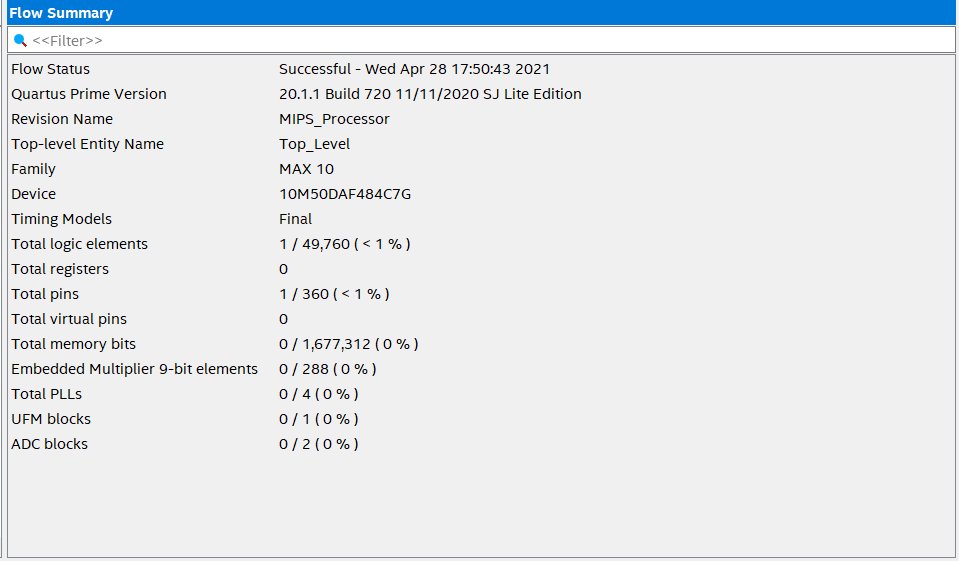 Flow Summary
<<Filter>>
Flow Status Successful - Wed Apr 28 17:50:43 2021
Quartus Prime Version 20.1.1 Build 720 11/11/2020 SJ Lite Edition
Revision Name MIPS_Processor
Top-level Entity Name Top_Level
Family MAX 10
Device 10M50DAF484C7G
Timing Models Final
Total logic elements 1 / 49,760 ( < 1 % )
Total registers 0
Total pins 1 / 360 ( < 1 % )
Total virtual pins 0
Total memory bits 0 / 1,677,312 ( 0 % )
Embedded Multiplier 9-bit elements 0 / 288 ( 0 % )
Total PLLs 0 / 4 ( 0 % )
UFM blocks 0 / 1 ( 0 % )
ADC blocks 0 / 2 ( 0 % )